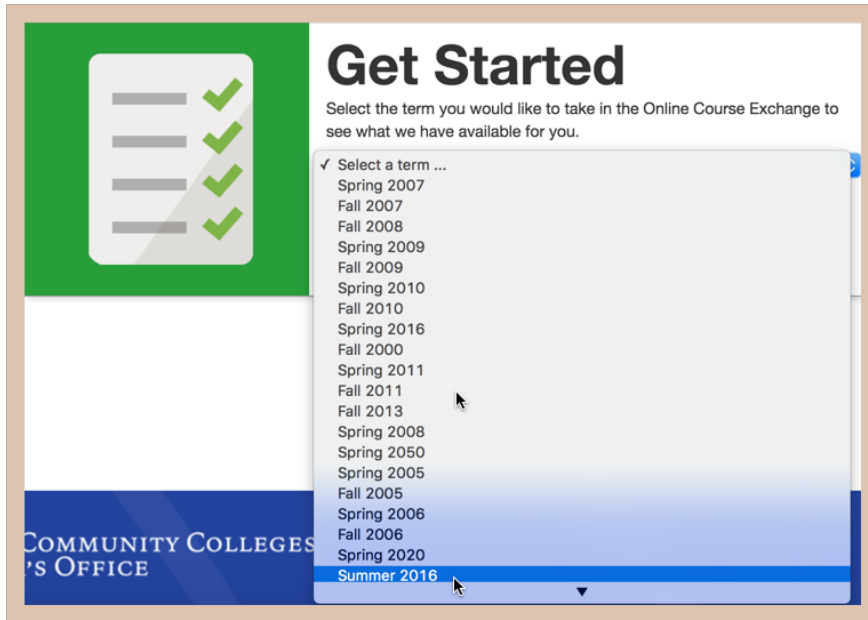 Get Started
Select the term you would like to take in the Online Course Exchange to
see what we have available for you.
✓ Select a term ...
Spring 2007
Fall 2007
Fall 2008
Spring 2009
Fall 2009
Spring 2010
Fall 2010
Spring 2016
Fall 2000
Spring 2011
Fall 2011
Fall 2013
Spring 2008
Spring 2050
Spring 2005
Fall 2005
Spring 2006
Fall 2006
Spring 2020
Summer 2016
COMMUNITY COLLEGES
'S OFFICE